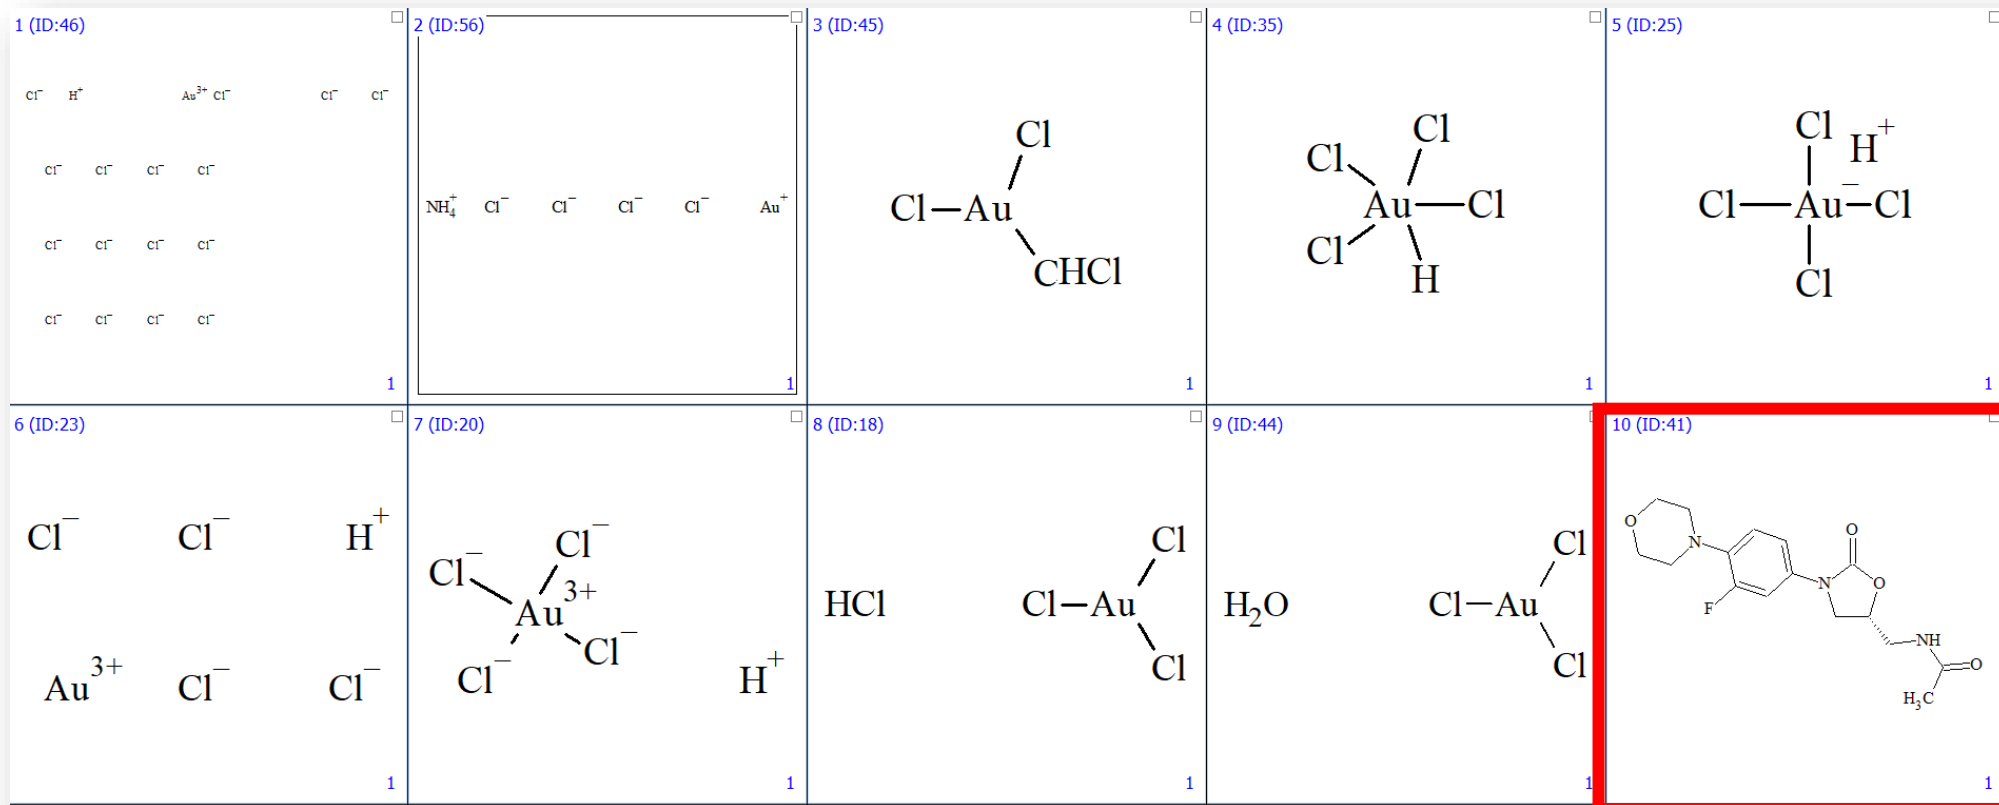 1 (ID:46)
Cl⁻ H⁺ Au³⁺ Cl⁻ Cl⁻ Cl⁻
Cl⁻ Cl⁻ Cl⁻ Cl⁻
Cl⁻ Cl⁻ Cl⁻ Cl⁻
Cl⁻ Cl⁻ Cl⁻ Cl⁻
1
2 (ID:56)
NH₄⁺ Cl⁻ Cl⁻ Cl⁻ Cl⁻ Au⁺
1
3 (ID:45)
Cl
Cl Au
CHCl
1
4 (ID:35)
Cl
Cl
Au Cl
Cl
H
1
5 (ID:25)
Cl H⁺
Cl Au⁻ Cl
Cl
1
6 (ID:23)
Cl⁻ Cl⁻ H⁺
Au³⁺ Cl⁻ Cl⁻
1
7 (ID:20)
Cl⁻
Cl⁻
Au³⁺
Cl⁻
Cl⁻ H⁺
1
8 (ID:18)
Cl
HCl Cl Au
Cl
1
9 (ID:44)
Cl
H₂O Cl Au
Cl
1
10 (ID:41)
O
O
N
N O
F
NH
O
H₃C
1